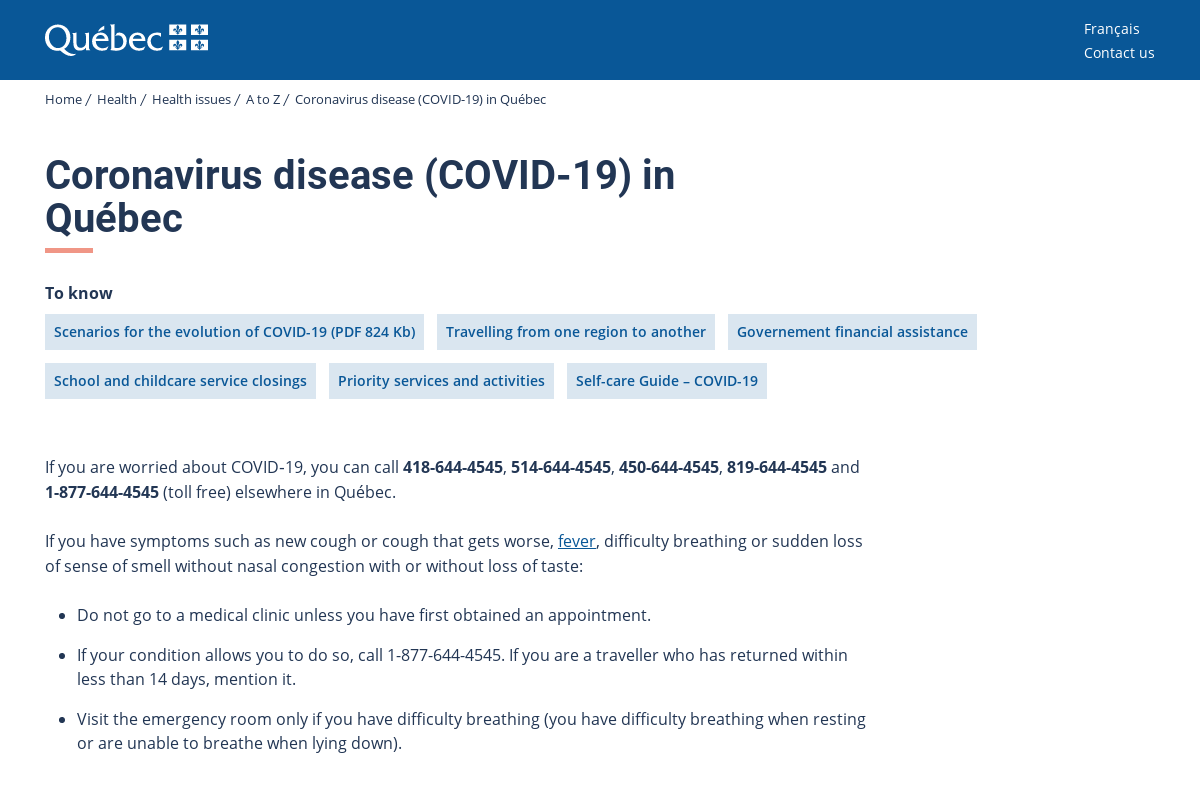 Québec
Français
Contact us
Home / Health / Health issues / A to Z / Coronavirus disease (COVID-19) in Québec
Coronavirus disease (COVID-19) in
Québec
To know
Scenarios for the evolution of COVID-19 (PDF 824 Kb) Travelling from one region to another Governement financial assistance
School and childcare service closings Priority services and activities Self-care Guide – COVID-19
If you are worried about COVID-19, you can call 418-644-4545, 514-644-4545, 450-644-4545, 819-644-4545 and
1-877-644-4545 (toll free) elsewhere in Québec.
If you have symptoms such as new cough or cough that gets worse, fever, difficulty breathing or sudden loss
of sense of smell without nasal congestion with or without loss of taste:
• Do not go to a medical clinic unless you have first obtained an appointment.
• If your condition allows you to do so, call 1-877-644-4545. If you are a traveller who has returned within
less than 14 days, mention it.
• Visit the emergency room only if you have difficulty breathing (you have difficulty breathing when resting
or are unable to breathe when lying down).